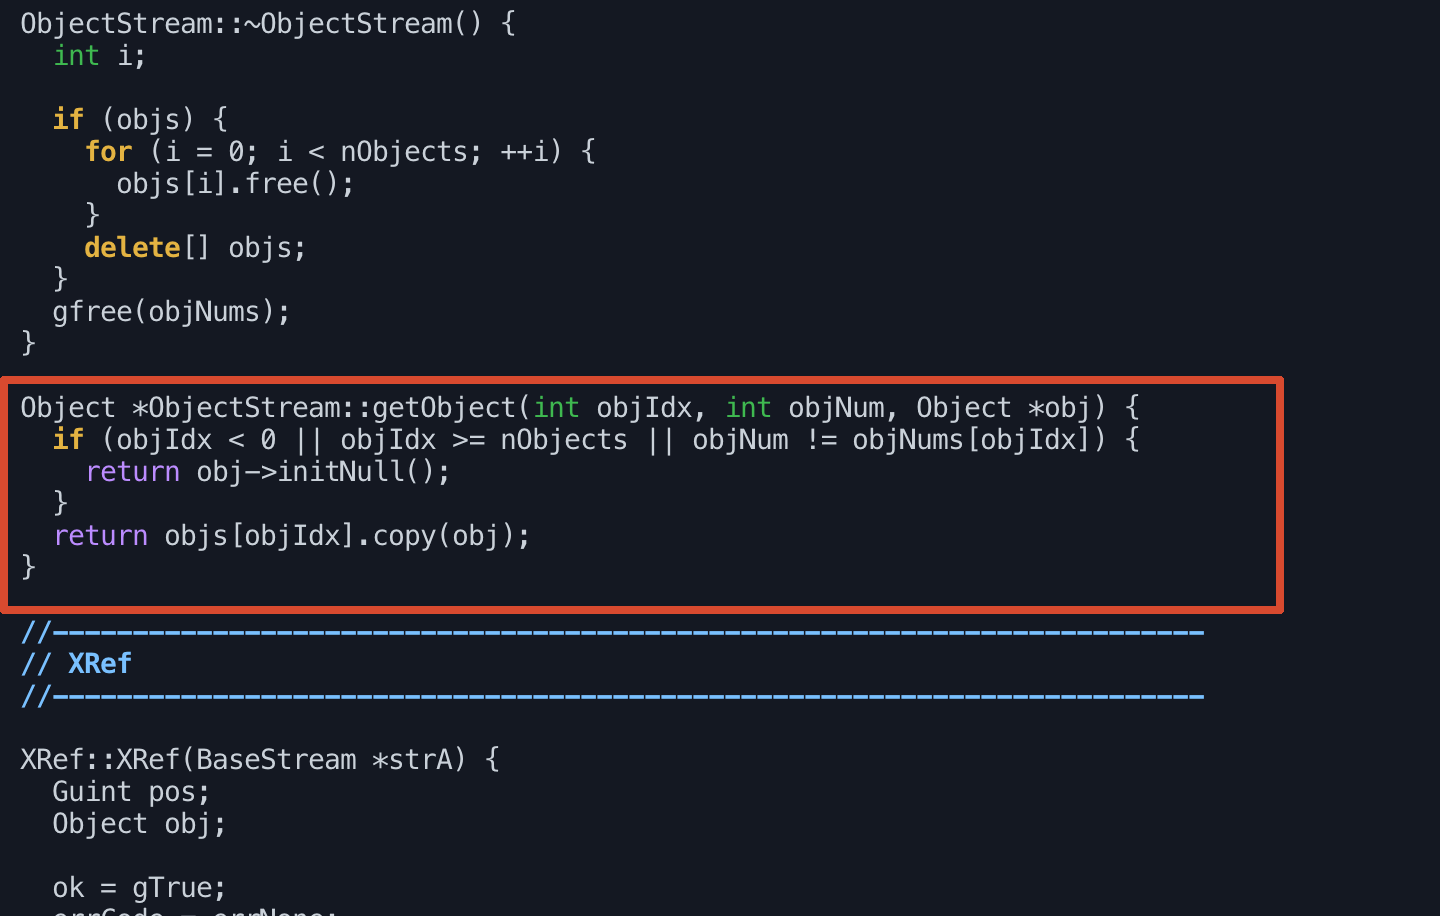 ObjectStream::~ObjectStream() {
  int i;

  if (objs) {
    for (i = 0; i < nObjects; ++i) {
      objs[i].free();
    }
    delete[] objs;
  }
  gfree(objNums);
}

Object *ObjectStream::getObject(int objIdx, int objNum, Object *obj) {
  if (objIdx < 0 || objIdx >= nObjects || objNum != objNums[objIdx]) {
    return obj->initNull();
  }
  return objs[objIdx].copy(obj);
}

//------------------------------------------------------------------------
// XRef
//------------------------------------------------------------------------

XRef::XRef(BaseStream *strA) {
  Guint pos;
  Object obj;

  ok = gTrue;
  errCode = errNone;